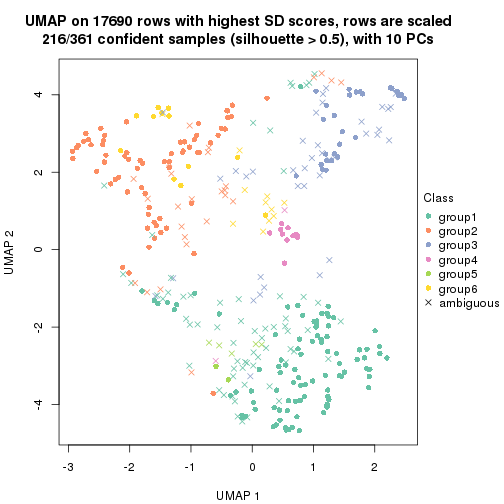 UMAP on 17690 rows with highest SD scores, rows are scaled
216/361 confident samples (silhouette > 0.5), with 10 PCs
4
2
0
-2
-4
UMAP 2
-3
-2
-1
0
1
2
UMAP 1
Class
group1
group2
group3
group4
group5
group6
ambiguous